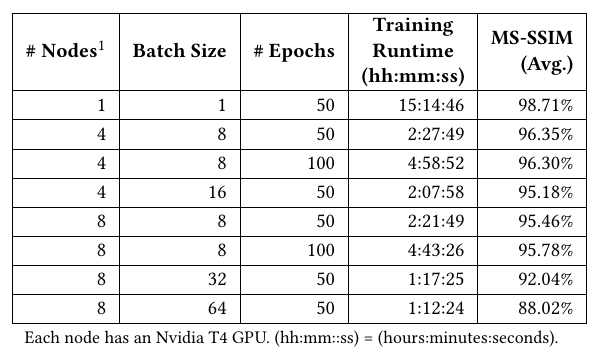 # Nodes¹ Batch Size # Epochs Training Runtime (hh:mm:ss) MS-SSIM (Avg.)
1 1 50 15:14:46 98.71%
4 8 50 2:27:49 96.35%
4 8 100 4:58:52 96.30%
4 16 50 2:07:58 95.18%
8 8 50 2:21:49 95.46%
8 8 100 4:43:26 95.78%
8 32 50 1:17:25 92.04%
8 64 50 1:12:24 88.02%
Each node has an Nvidia T4 GPU. (hh:mm::ss) = (hours:minutes:seconds).